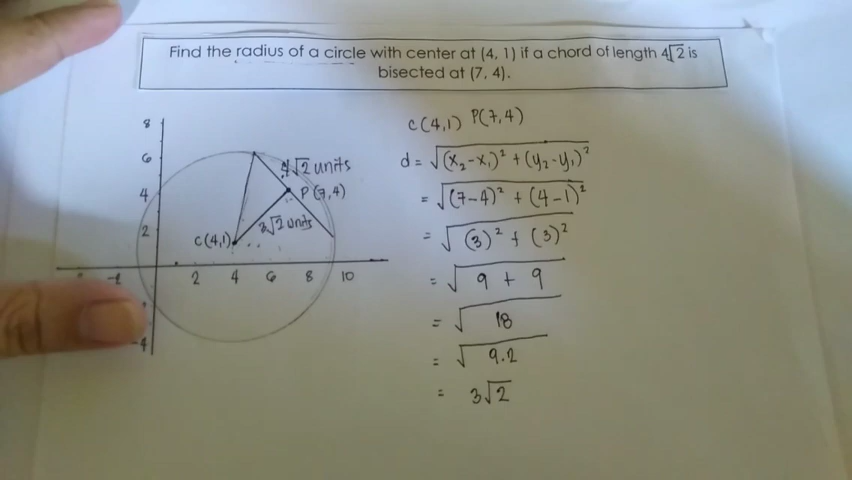 Find the radius of a circle with center at (4, 1) if a chord of length 4√2 is
bisected at (7, 4).
C(4,1) P(7,4)
d = √(x₂-x₁)² + (y₂-y₁)²
= √(7-4)² + (4-1)²
= √(3)² + (3)²
= √9 + 9
= √18
= √9.2
= 3√2
8
6
4
2
4√2 units
P(7,4)
3√2 units
C(4,1)
2 4 6 8 10
-4